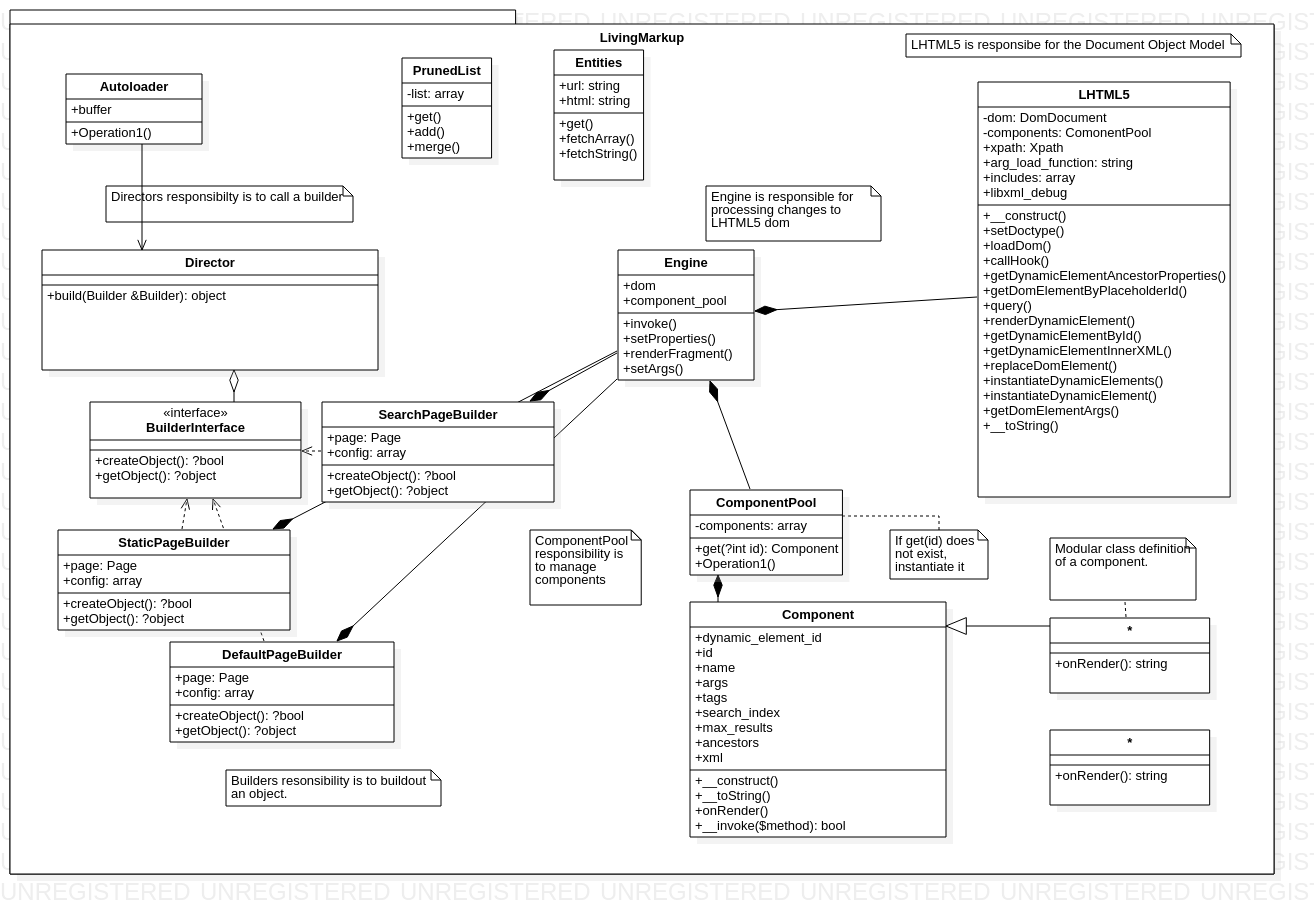 LivingMarkup
LHTML5 is responsibe for the Document Object Model
Autoloader
+buffer
+Operation1()
PrunedList
-list: array
+get()
+add()
+merge()
Entities
+url: string
+html: string
+get()
+fetchArray()
+fetchString()
LHTML5
-dom: DomDocument
-components: ComonentPool
+xpath: Xpath
+arg_load_function: string
+includes: array
+libxml_debug
+__construct()
+setDoctype()
+loadDom()
+callHook()
+getDynamicElementAncestorProperties()
+getDomElementByPlaceholderId()
+query()
+renderDynamicElement()
+getDynamicElementById()
+getDynamicElementInnerXML()
+replaceDomElement()
+instantiateDynamicElements()
+instantiateDynamicElement()
+getDomElementArgs()
+__toString()
Directors responsibilty is to call a builder
Engine is responsible for
processing changes to
LHTML5 dom
Director
+build(Builder &Builder): object
Engine
+dom
+component_pool
+invoke()
+setProperties()
+renderFragment()
+setArgs()
«interface»
BuilderInterface
+createObject(): ?bool
+getObject(): ?object
SearchPageBuilder
+page: Page
+config: array
+createObject(): ?bool
+getObject(): ?object
StaticPageBuilder
+page: Page
+config: array
+createObject(): ?bool
+getObject(): ?object
ComponentPool
responsibility is
to manage
components
ComponentPool
-components: array
+get(?int id): Component
+Operation1()
If get(id) does
not exist,
instantiate it
Modular class definition
of a component.
DefaultPageBuilder
+page: Page
+config: array
+createObject(): ?bool
+getObject(): ?object
Component
+dynamic_element_id
+id
+name
+args
+tags
+search_index
+max_results
+ancestors
+xml
+__construct()
+__toString()
+onRender()
+__invoke($method): bool
*
+onRender(): string
*
+onRender(): string
Builders resonsibility is to buildout
an object.
UNREGISTERED UNREGISTERED UNREGISTERED UNREGISTERED UNREGISTERED UNREGISTERED